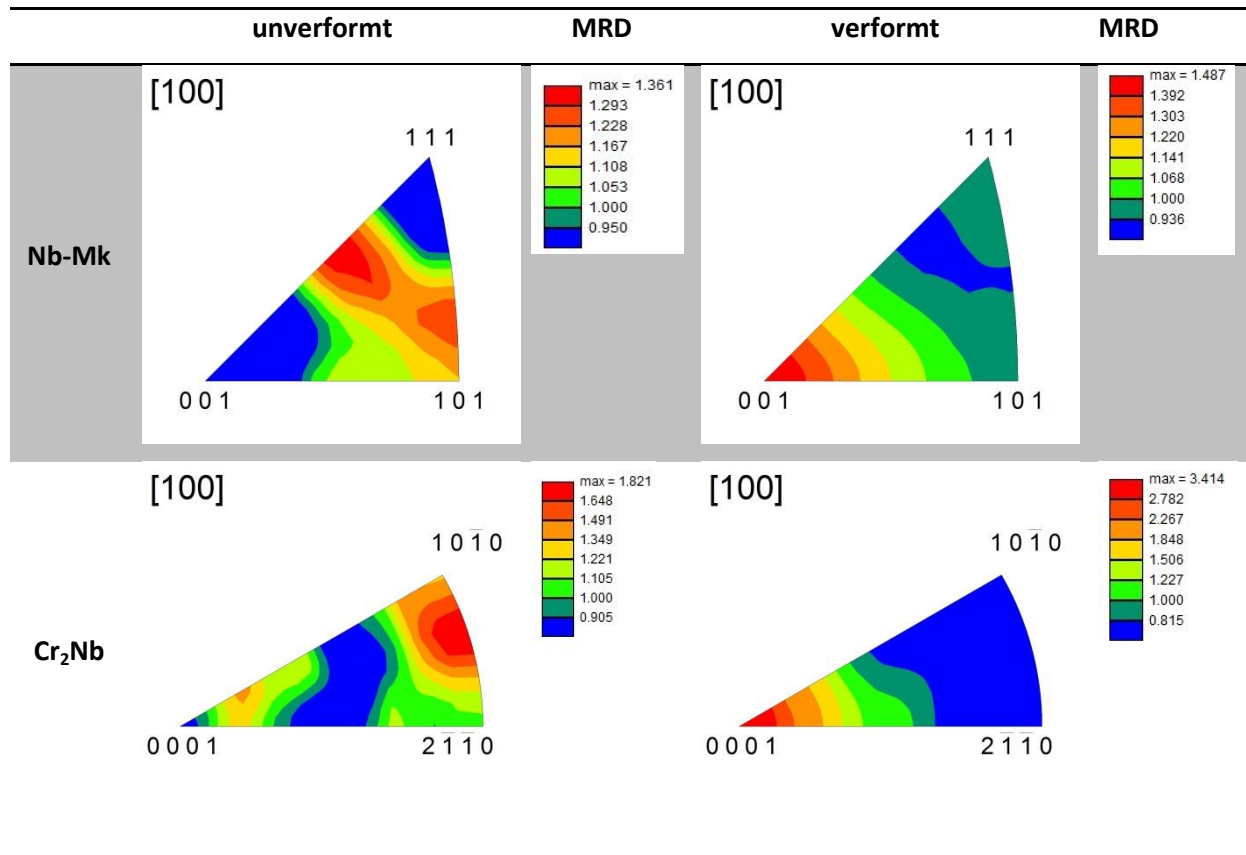 unverformt MRD verformt MRD
Nb-Mk
[100]
1 1 1
0 0 1
1 0 1
max = 1.361
1.293
1.228
1.167
1.108
1.053
1.000
0.950
[100]
1 1 1
0 0 1
1 0 1
max = 1.487
1.392
1.303
1.220
1.141
1.068
1.000
0.936
Cr₂Nb
[100]
1 0 1̅ 0
0 0 0 1
2 1̅ 1̅ 0
max = 1.821
1.648
1.491
1.349
1.221
1.105
1.000
0.905
[100]
1 0 1̅ 0
0 0 0 1
2 1̅ 1̅ 0
max = 3.414
2.782
2.267
1.848
1.506
1.227
1.000
0.815